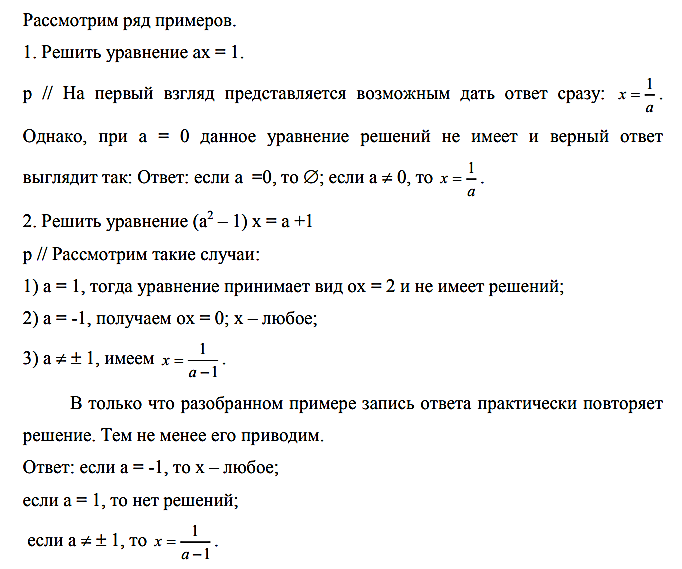 Рассмотрим ряд примеров.
1. Решить уравнение ax = 1.
р // На первый взгляд представляется возможным дать ответ сразу: x = 1/a .
Однако, при a = 0 данное уравнение решений не имеет и верный ответ
выглядит так: Ответ: если a =0, то ∅; если a ≠ 0, то x = 1/a .
2. Решить уравнение (a² – 1) x = a +1
р // Рассмотрим такие случаи:
1) a = 1, тогда уравнение принимает вид ox = 2 и не имеет решений;
2) a = -1, получаем ox = 0; x – любое;
3) a ≠ ± 1, имеем x = 1/(a − 1) .
В только что разобранном примере запись ответа практически повторяет
решение. Тем не менее его приводим.
Ответ: если a = -1, то x – любое;
если a = 1, то нет решений;
если a ≠ ± 1, то x = 1/(a − 1) .